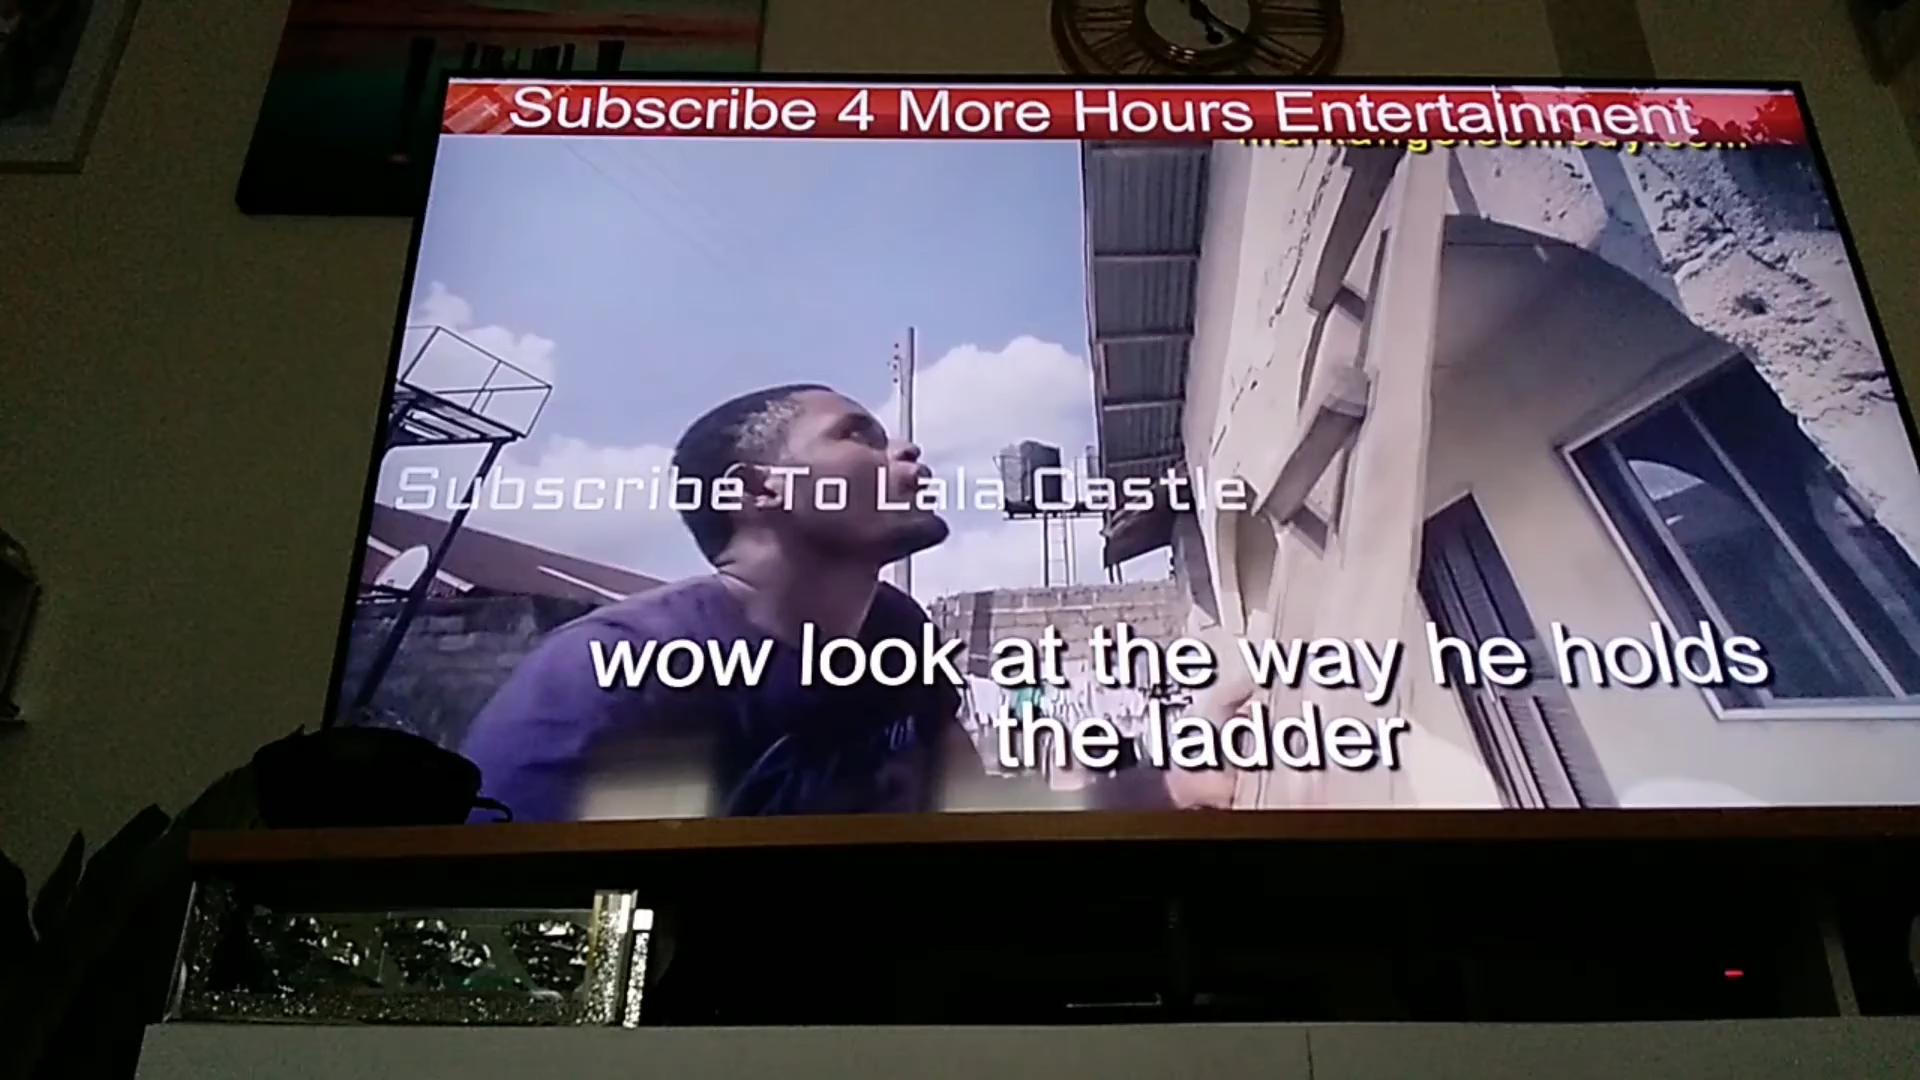 Subscribe 4 More Hours Entertainment
Subscribe To Lala Castle
wow look at the way he holds
the ladder